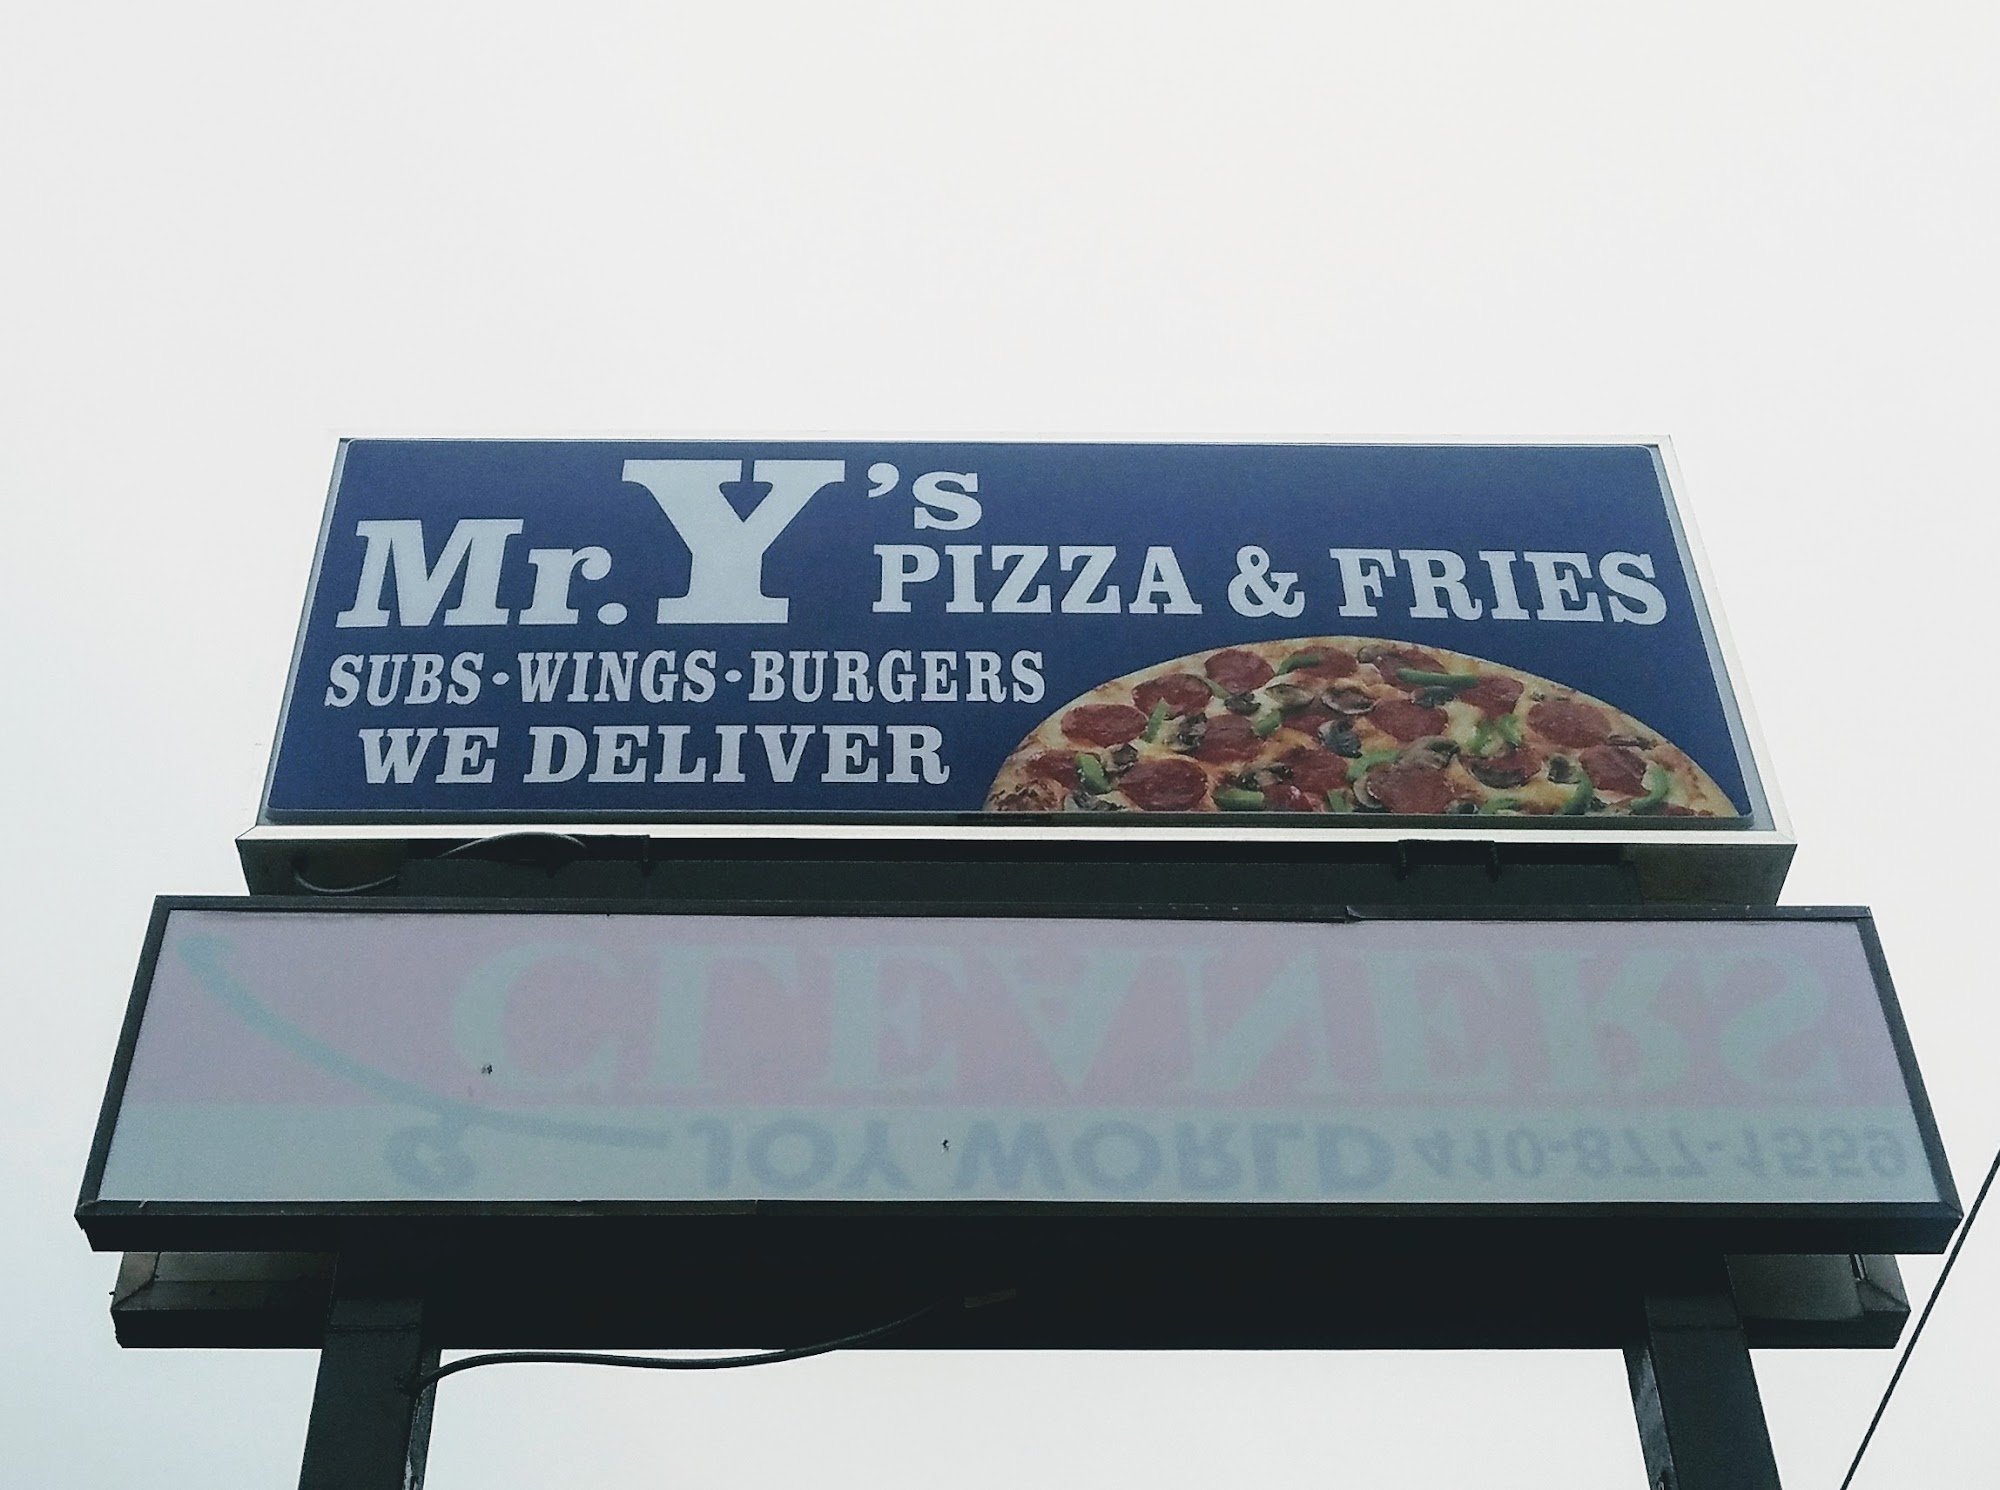 Mr. Y's
PIZZA & FRIES
SUBS · WINGS · BURGERS
WE DELIVER
CLEANERS
JOY WORLD 410-877-1559